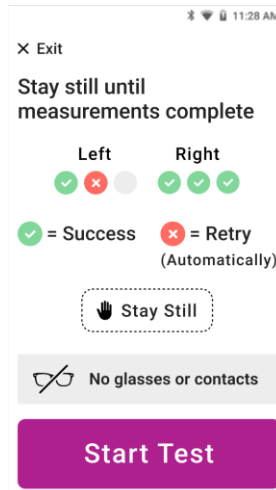 11:28 AM
× Exit
Stay still until
measurements complete
Left Right
= Success = Retry
(Automatically)
Stay Still
No glasses or contacts
Start Test